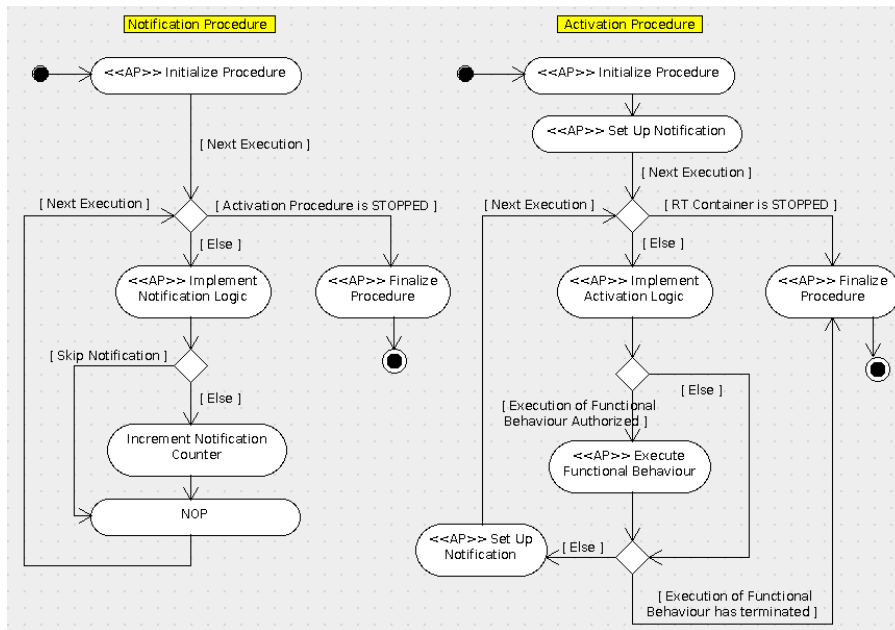 Notification Procedure
<<AP>> Initialize Procedure
[ Next Execution ]
[ Next Execution ]
[ Activation Procedure is STOPPED ]
[ Else ]
<<AP>> Implement
Notification Logic
<<AP>> Finalize
Procedure
[ Skip Notification ]
[ Else ]
Increment Notification
Counter
NOP
Activation Procedure
<<AP>> Initialize Procedure
<<AP>> Set Up Notification
[ Next Execution ]
[ Next Execution ]
[ RT Container is STOPPED ]
[ Else ]
<<AP>> Implement
Activation Logic
<<AP>> Finalize
Procedure
[ Else ]
[ Execution of Functional
Behaviour Authorized ]
<<AP>> Execute
Functional Behaviour
<<AP>> Set Up
Notification
[ Else ]
[ Execution of Functional
Behaviour has terminated ]